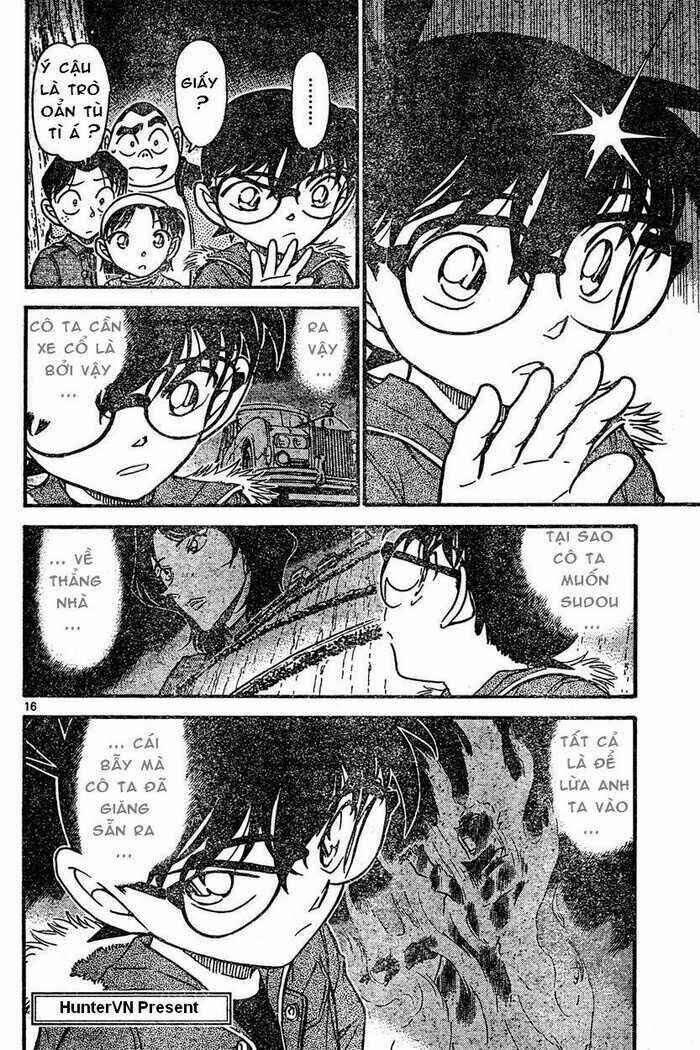 ........
GIẤY
?
Ý CẬU
LÀ TRÒ
OẲN TÙ
TÌ Á ?
RA
VẬY
...
CÔ TA CẦN
XE CỔ LÀ
BỞI VẬY
...
TẠI SAO
CÔ TA
MUỐN
SUDOU
...
... VỀ
THẲNG
NHÀ
...
16
TẤT CẢ
LÀ ĐỂ
LỪA ANH
TA VÀO
...
... CÁI
BẪY MÀ
CÔ TA ĐÃ
GIĂNG
SẴN RA
...
HunterVN Present